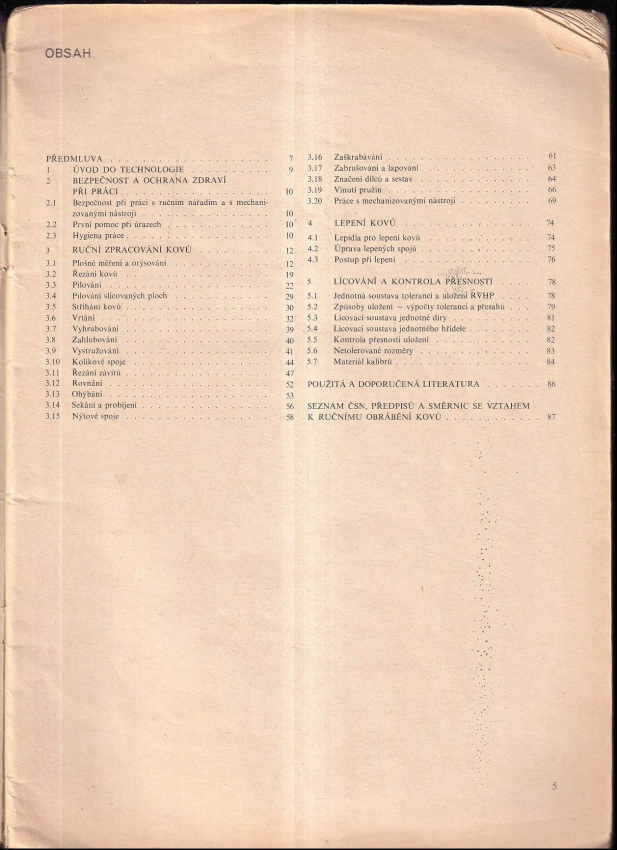 OBSAH
PŘEDMLUVA . . . . . . . . . . . . . . . . . . . . 7
1 ÚVOD DO TECHNOLOGIE . . . . . . . . . . 9
2 BEZPEČNOST A OCHRANA ZDRAVÍ
PŘI PRÁCI . . . . . . . . . . . . . . . . . . 10
2.1 Bezpečnost při práci s ručním nářadím a s mechani-
zovanými nástroji . . . . . . . . . . . . . . . 10
2.2 První pomoc při úrazech . . . . . . . . . . . . 10
2.3 Hygiena práce . . . . . . . . . . . . . . . . . 10
3 RUČNÍ ZPRACOVÁNÍ KOVŮ . . . . . . . . . 12
3.1 Plošné měření a orýsování . . . . . . . . . . . 12
3.2 Řezání kovů . . . . . . . . . . . . . . . . . . 19
3.3 Pilování . . . . . . . . . . . . . . . . . . . . 22
3.4 Pilování slícovaných ploch . . . . . . . . . . . 29
3.5 Stříhání kovů . . . . . . . . . . . . . . . . . 30
3.6 Vrtání . . . . . . . . . . . . . . . . . . . . . 32
3.7 Vyhrubování . . . . . . . . . . . . . . . . . . 39
3.8 Zahlubování . . . . . . . . . . . . . . . . . . 40
3.9 Vystružování . . . . . . . . . . . . . . . . . . 41
3.10 Kolíkové spoje . . . . . . . . . . . . . . . . . 44
3.11 Řezání závitů . . . . . . . . . . . . . . . . . 47
3.12 Rovnání . . . . . . . . . . . . . . . . . . . . 52
3.13 Ohýbání . . . . . . . . . . . . . . . . . . . . 53
3.14 Sekání a probíjení . . . . . . . . . . . . . . . 56
3.15 Nýtové spoje . . . . . . . . . . . . . . . . . . 58
3.16 Zaškrabávání . . . . . . . . . . . . . . . . . . 61
3.17 Zabrušování a lapování . . . . . . . . . . . . . 63
3.18 Značení dílců a sestav . . . . . . . . . . . . . 64
3.19 Vinutí pružin . . . . . . . . . . . . . . . . . 66
3.20 Práce s mechanizovanými nástroji . . . . . . . . 69
4 LEPENÍ KOVŮ . . . . . . . . . . . . . . . . . 74
4.1 Lepidla pro lepení kovů . . . . . . . . . . . . 74
4.2 Úprava lepených spojů . . . . . . . . . . . . . 75
4.3 Postup při lepení . . . . . . . . . . . . . . . 76
5 LÍCOVÁNÍ A KONTROLA PŘESNOSTI . . . . . 78
5.1 Jednotná soustava tolerancí a uložení RVHP . . . 78
5.2 Způsoby uložení – výpočty tolerancí a přesahů . . 79
5.3 Lícovací soustava jednotné díry . . . . . . . . . 81
5.4 Lícovací soustava jednotného hřídele . . . . . . 82
5.5 Kontrola přesnosti uložení . . . . . . . . . . . 82
5.6 Netolerované rozměry . . . . . . . . . . . . . . 83
5.7 Materiál kalibrů . . . . . . . . . . . . . . . . 84
POUŽITÁ A DOPORUČENÁ LITERATURA . . . . . . 86
SEZNAM ČSN, PŘEDPISŮ A SMĚRNIC SE VZTAHEM
K RUČNÍMU OBRÁBĚNÍ KOVŮ . . . . . . . . . . 87
5